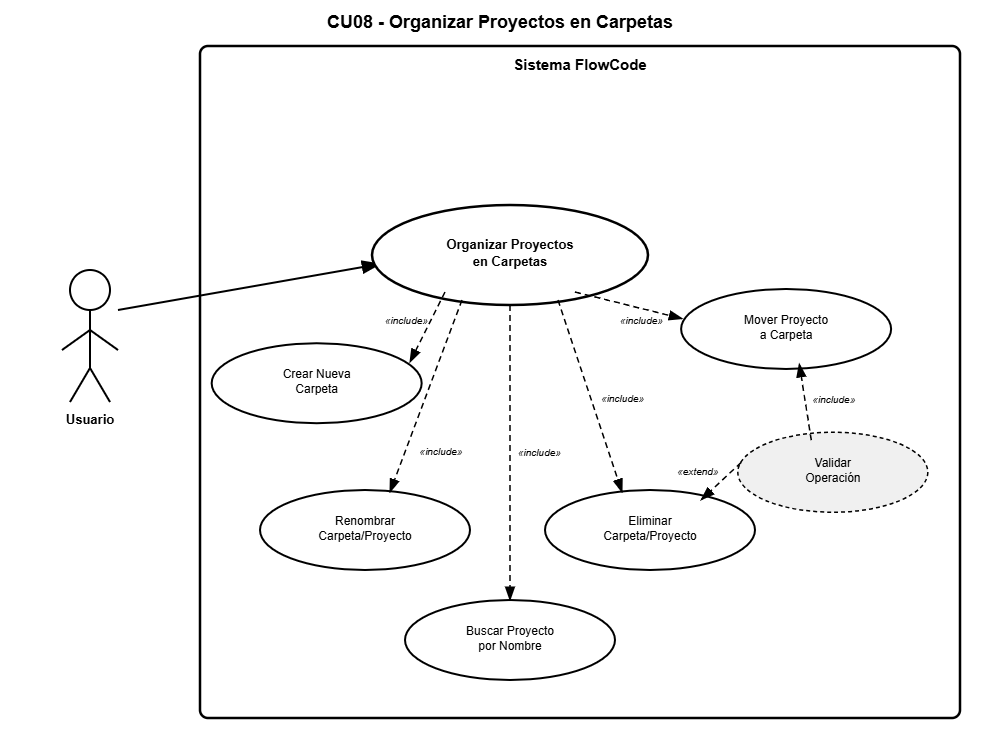 CU08 - Organizar Proyectos en Carpetas
Sistema FlowCode
Organizar Proyectos
en Carpetas
«include»
«include»
Mover Proyecto
a Carpeta
Crear Nueva
Carpeta
«include»
«include»
Usuario
«include»
«include»
Validar
Operación
«extend»
Renombrar
Carpeta/Proyecto
Eliminar
Carpeta/Proyecto
Buscar Proyecto
por Nombre